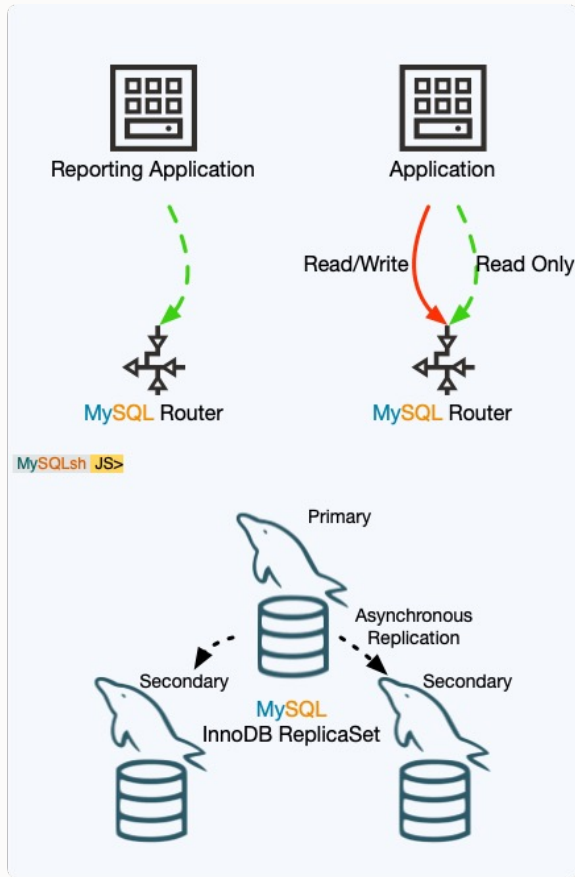 Reporting Application
Application
Read/Write
Read Only
MySQL Router
MySQL Router
MySQLsh JS>
Primary
Asynchronous
Replication
Secondary
Secondary
MySQL
InnoDB ReplicaSet